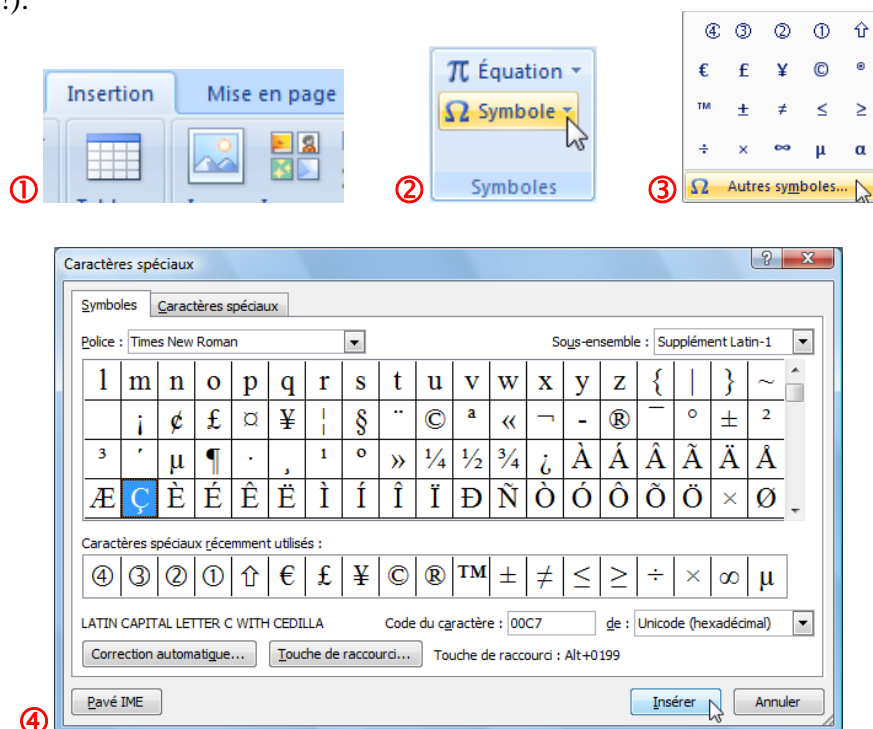 !).
Insertion Mise en page
①
π Équation
Ω Symbole
Symboles
②
④ ③ ② ① ⇧
€ £ ¥ © ®
™ ± ≠ ≤ ≥
÷ × ∞ µ α
Ω Autres symboles...
③
Caractères spéciaux
Symboles Caractères spéciaux
Police : Times New Roman Sous-ensemble : Supplément Latin-1
l m n o p q r s t u v w x y z { | } ~
¡ ¢ £ ¤ ¥ ¦ § ¨ © ª « ¬ - ® ¯ ° ± ²
³ ´ µ ¶ · ¸ ¹ º » ¼ ½ ¾ ¿ À Á Â Ã Ä Å
Æ Ç È É Ê Ë Ì Í Î Ï Ð Ñ Ò Ó Ô Õ Ö × Ø
Caractères spéciaux récemment utilisés :
④ ③ ② ① ⇧ € £ ¥ © ® ™ ± ≠ ≤ ≥ ÷ × ∞ µ
LATIN CAPITAL LETTER C WITH CEDILLA Code du caractère : 00C7 de : Unicode (hexadécimal)
Correction automatique... Touche de raccourci... Touche de raccourci : Alt+0199
Pavé IME Insérer Annuler
④